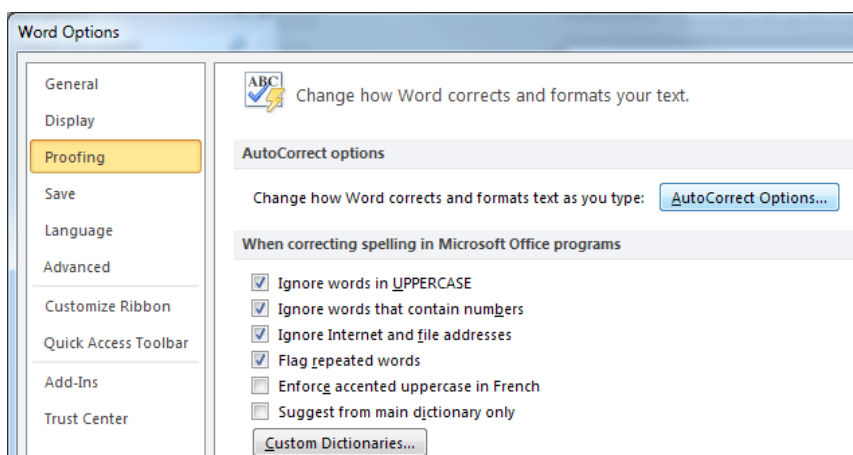 Word Options
General
Display
Proofing
Save
Language
Advanced
Customize Ribbon
Quick Access Toolbar
Add-Ins
Trust Center
ABC
Change how Word corrects and formats your text.
AutoCorrect options
Change how Word corrects and formats text as you type:
AutoCorrect Options...
When correcting spelling in Microsoft Office programs
Ignore words in UPPERCASE
Ignore words that contain numbers
Ignore Internet and file addresses
Flag repeated words
Enforce accented uppercase in French
Suggest from main dictionary only
Custom Dictionaries...